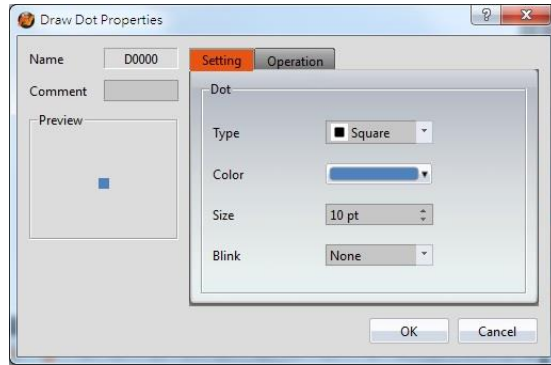 Draw Dot Properties
Name D0000
Comment
Preview
Setting Operation
Dot
Type Square
Color
Size 10 pt
Blink None
OK Cancel